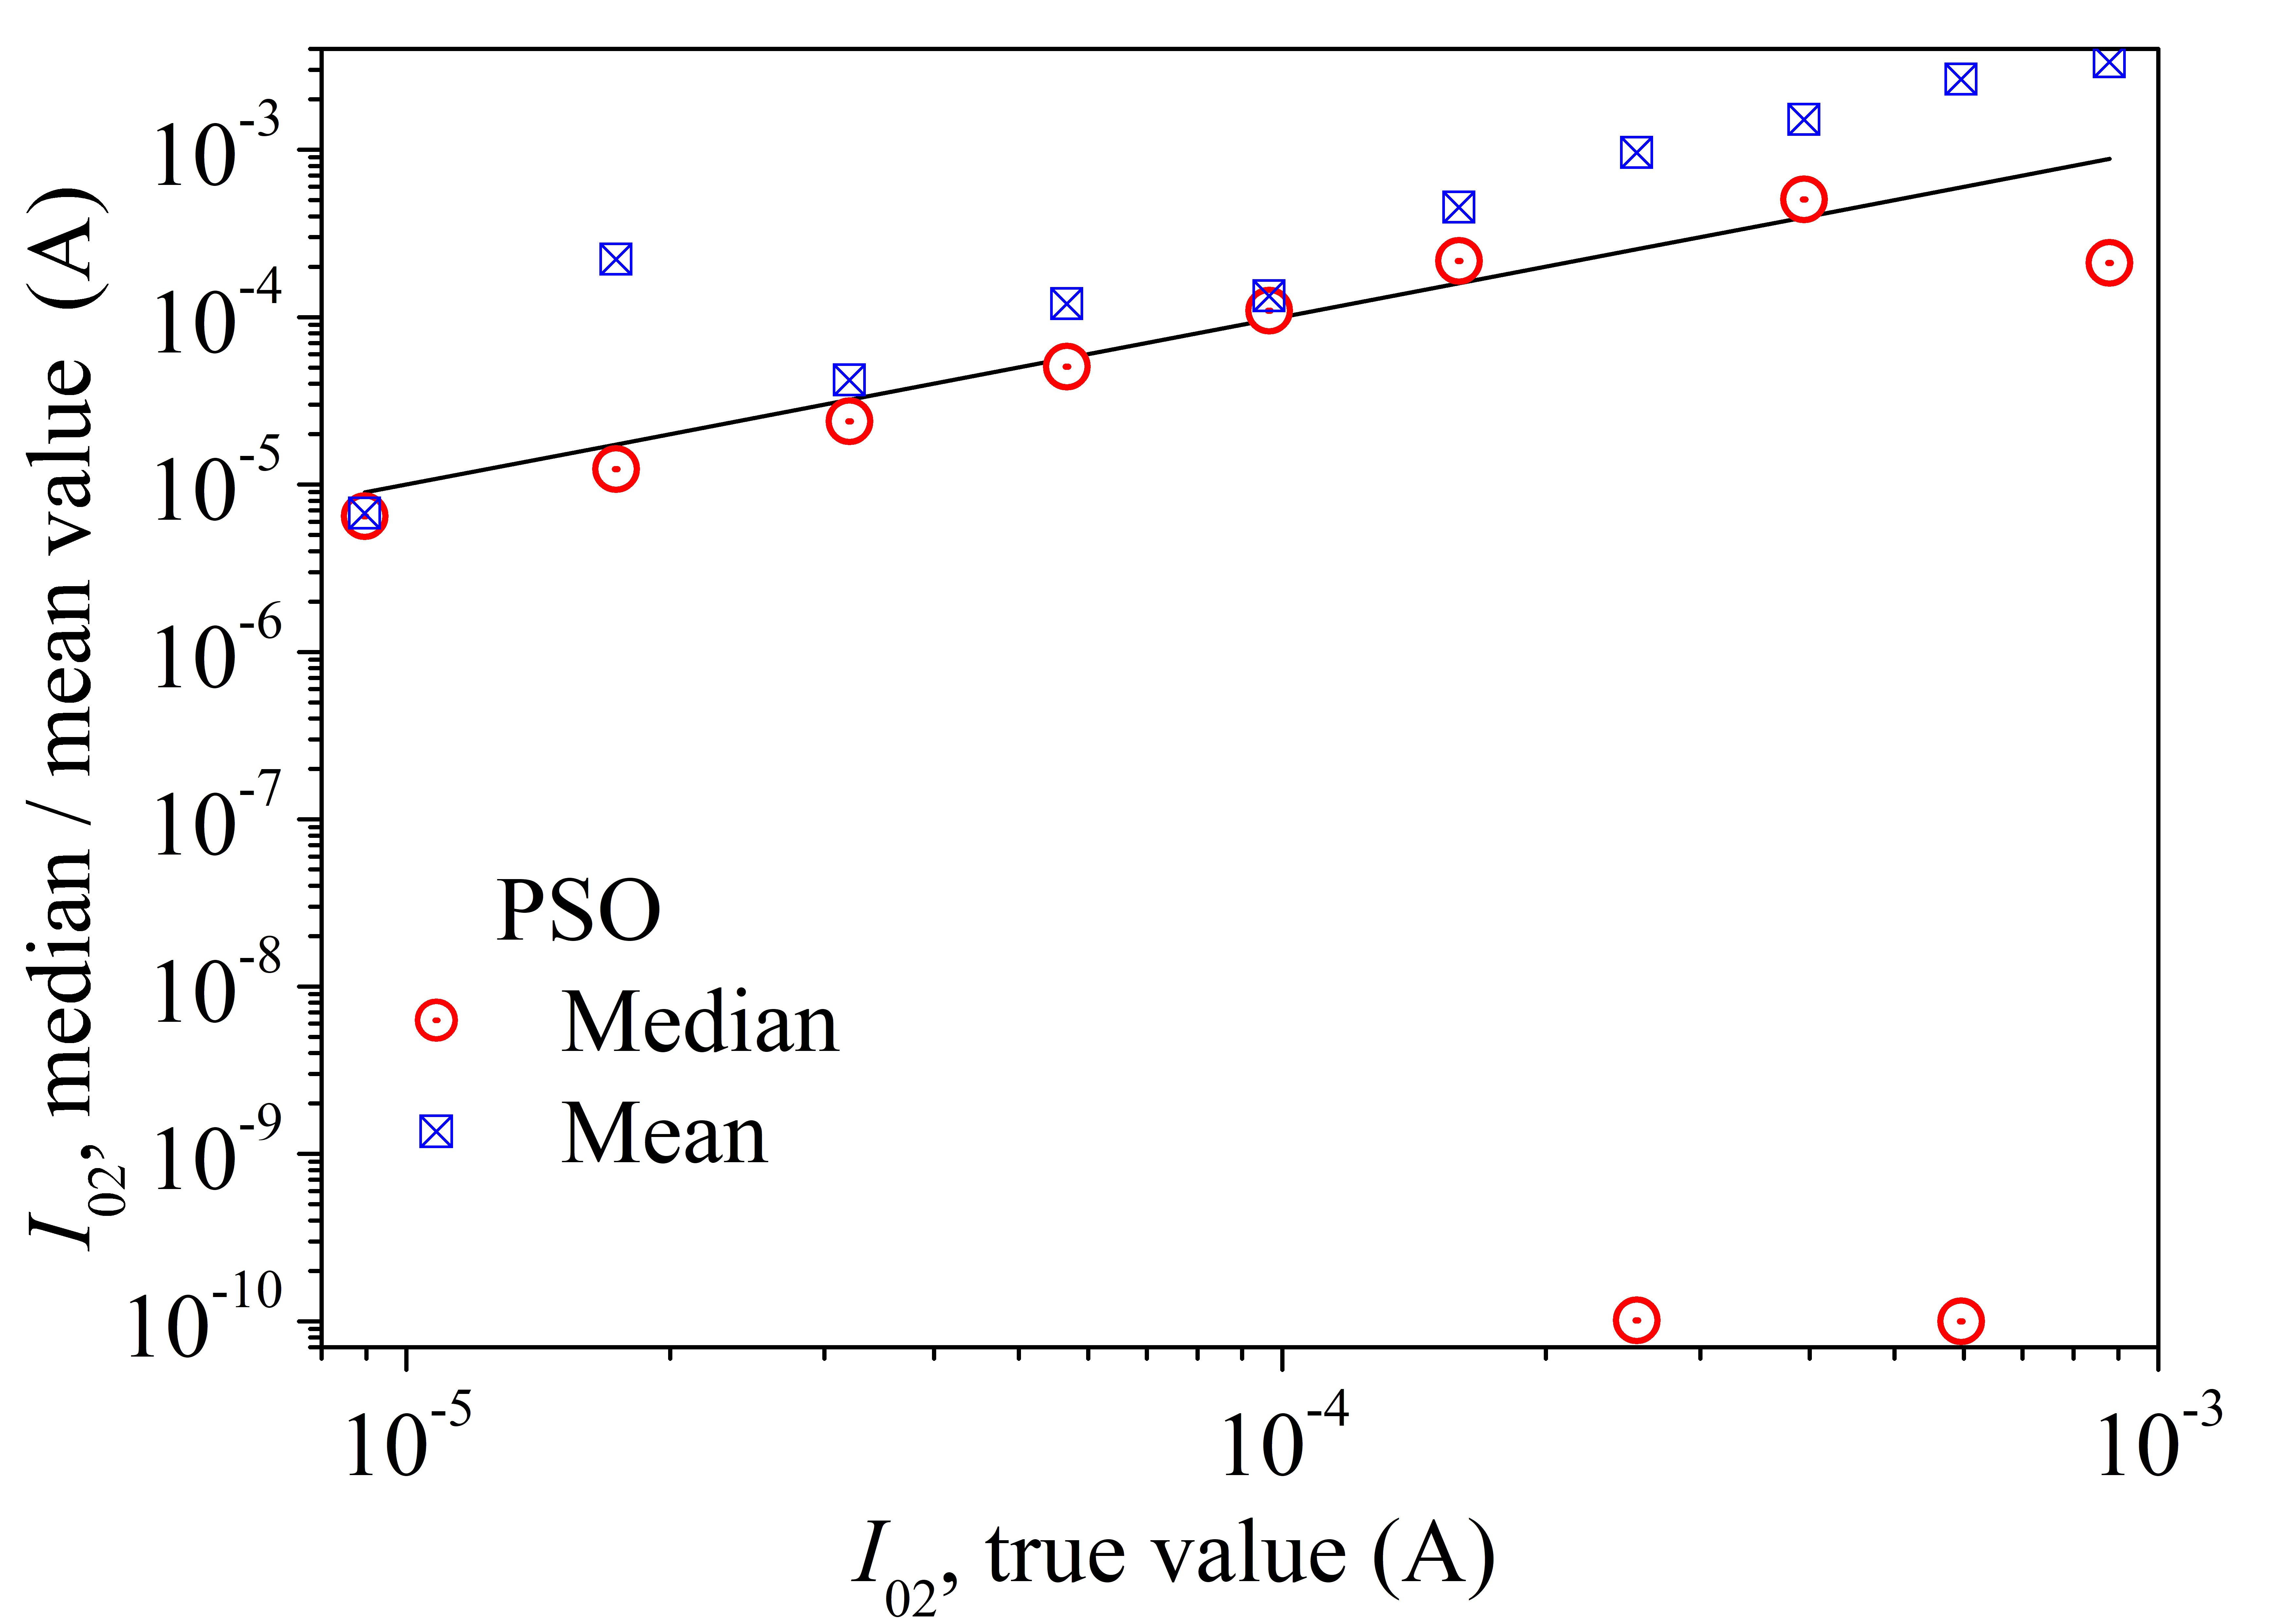 I02, median / mean value (A)
10-3
10-4
10-5
10-6
10-7
10-8
10-9
10-10
PSO
Median
Mean
10-5 10-4 10-3
I02, true value (A)